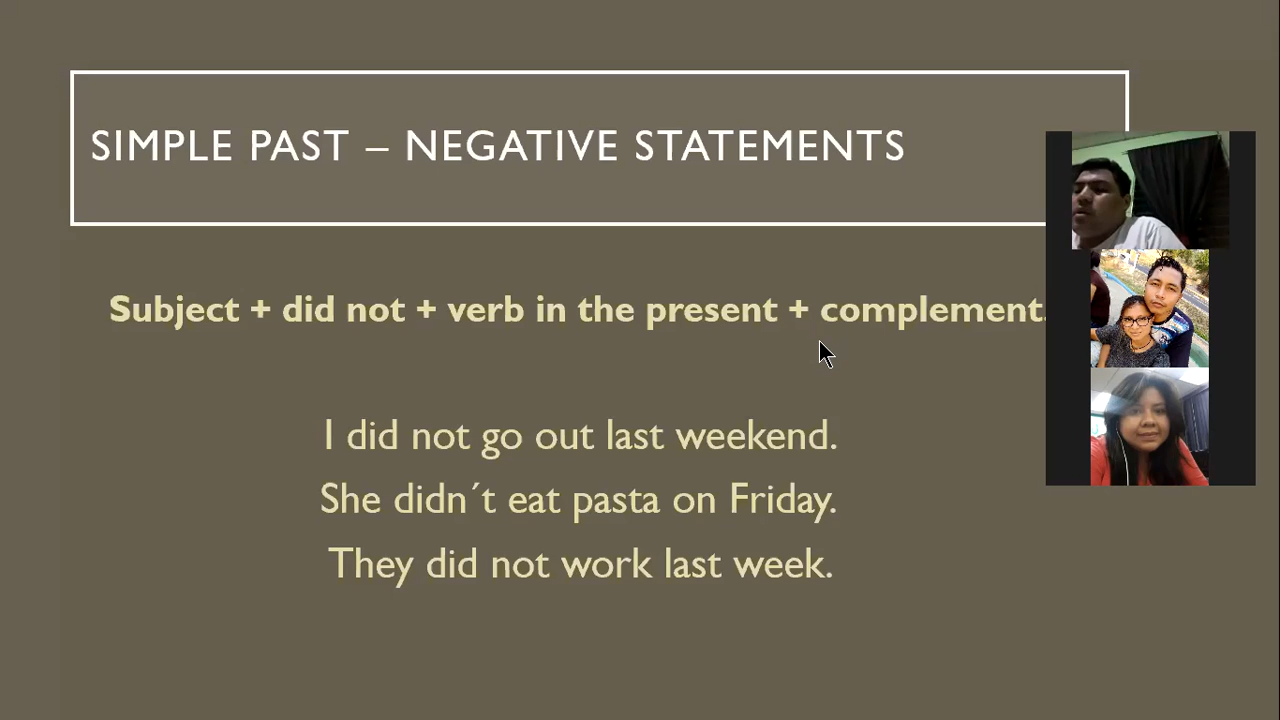 SIMPLE PAST – NEGATIVE STATEMENTS
Subject + did not + verb in the present + complement.
I did not go out last weekend.
She didn´t eat pasta on Friday.
They did not work last week.